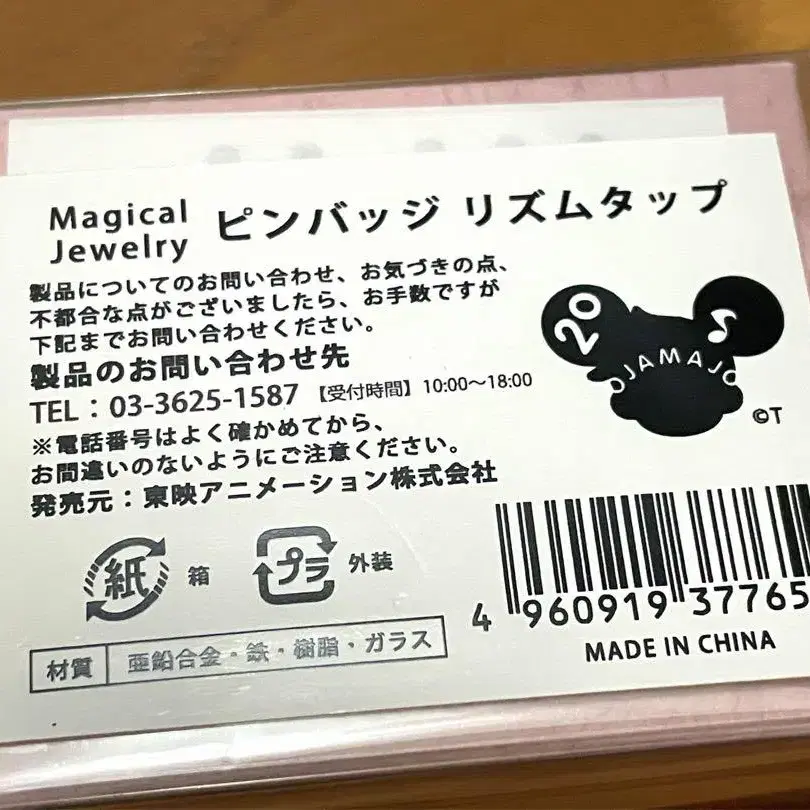 Magical
Jewelry
ピンバッジ リズムタップ
製品についてのお問い合わせ、お気づきの点、
不都合な点がございましたら、お手数ですが
下記までお問い合わせください。
製品のお問い合わせ先
TEL：03-3625-1587 【受付時間】10:00～18:00
※電話番号はよく確かめてから、
お間違いのないようにご注意ください。
発売元：東映アニメーション株式会社
20
♪
OJAMAJO
©T
紙 箱
プラ 外装
材質 亜鉛合金・鉄・樹脂・ガラス
4 960919 37765
MADE IN CHINA